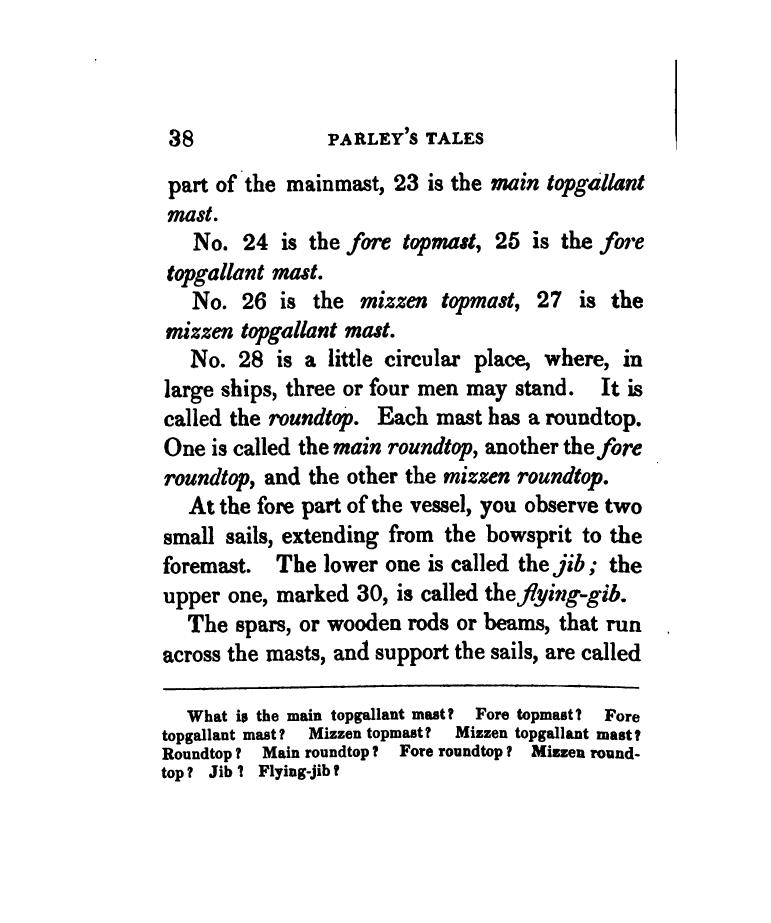 38 PARLEY'S TALES
part of the mainmast, 23 is the main topgallant
mast.
No. 24 is the fore topmast, 25 is the fore
topgallant mast.
No. 26 is the mizzen topmast, 27 is the
mizzen topgallant mast.
No. 28 is a little circular place, where, in
large ships, three or four men may stand. It is
called the roundtop. Each mast has a roundtop.
One is called the main roundtop, another the fore
roundtop, and the other the mizzen roundtop.
At the fore part of the vessel, you observe two
small sails, extending from the bowsprit to the
foremast. The lower one is called the jib; the
upper one, marked 30, is called the flying-gib.
The spars, or wooden rods or beams, that run
across the masts, and support the sails, are called
What is the main topgallant mast? Fore topmast? Fore
topgallant mast? Mizzen topmast? Mizzen topgallant mast?
Roundtop? Main roundtop? Fore roundtop? Mizzen round-
top? Jib? Flying-jib?